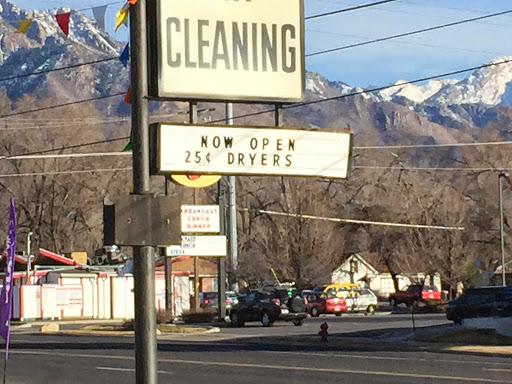 CLEANING
NOW OPEN
25¢ DRYERS
BREAKFAST
LUNCH
DINNER